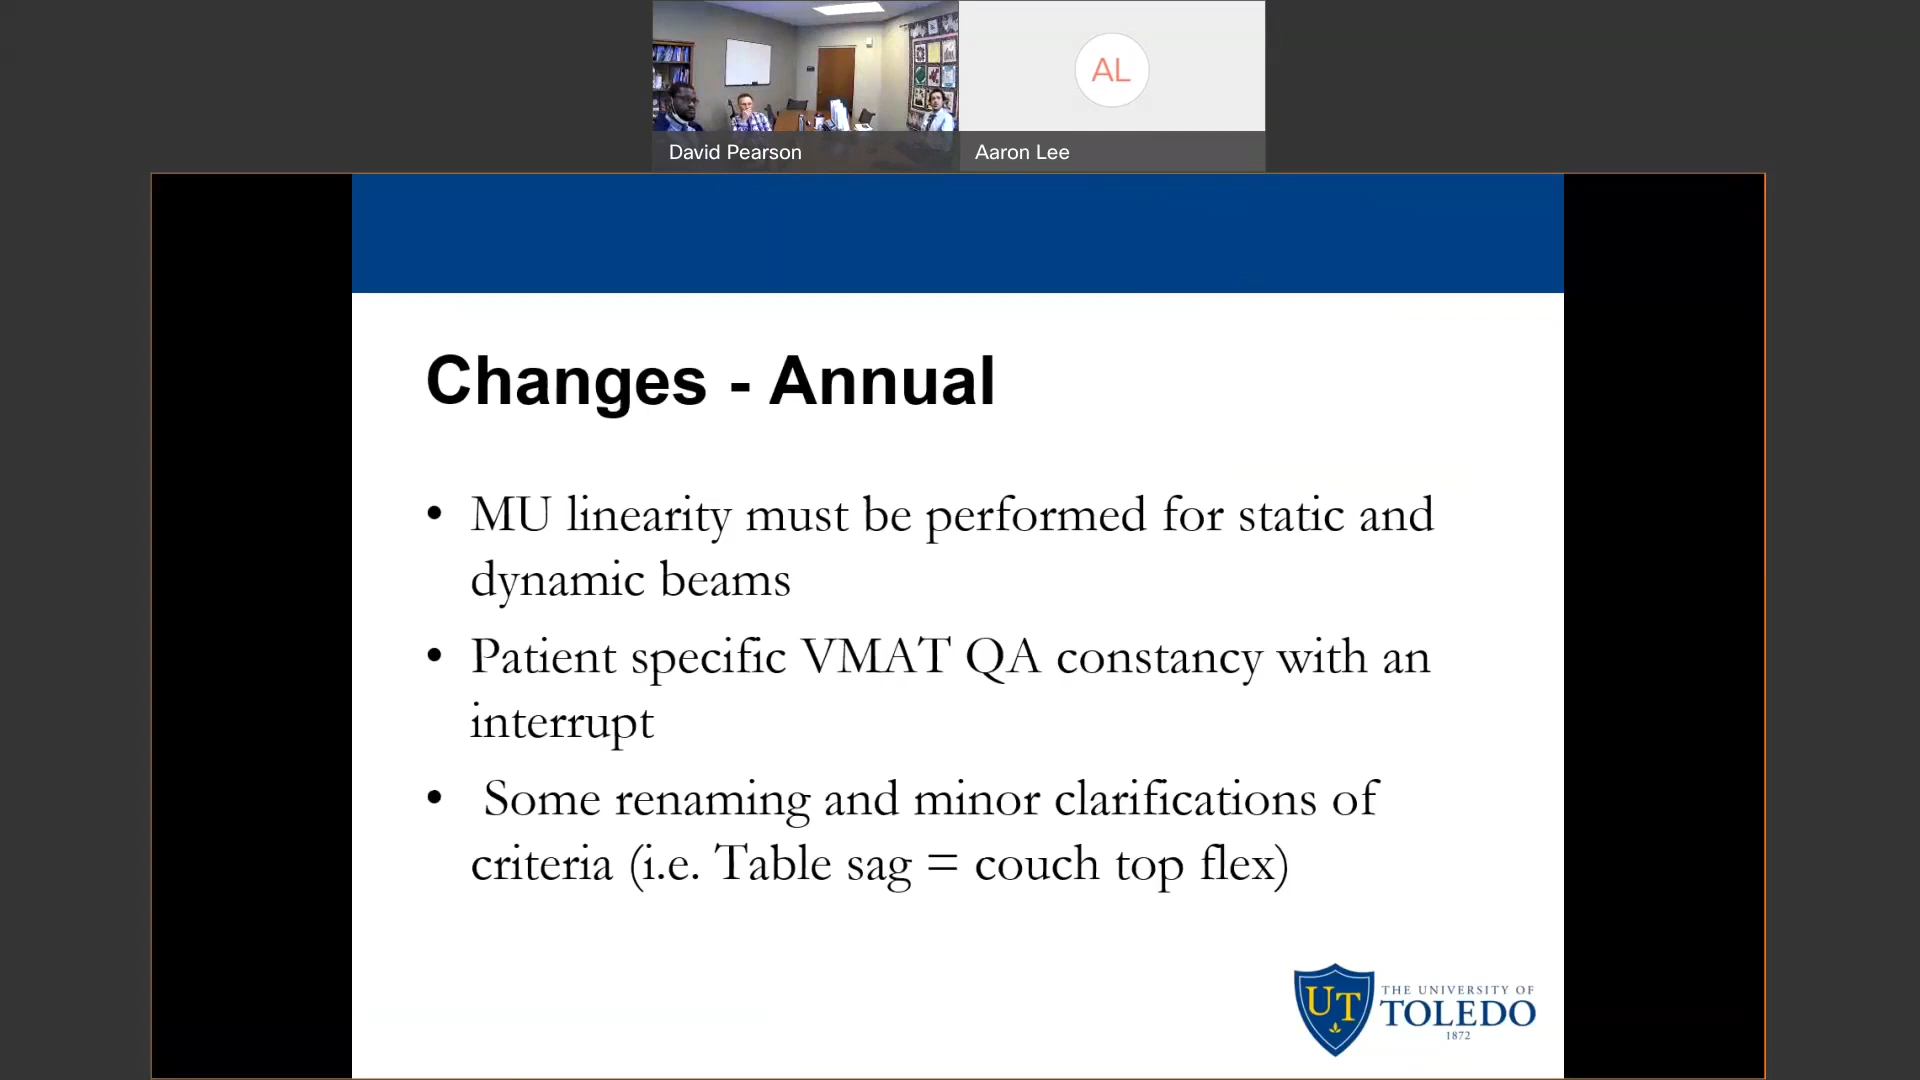 AL
David Pearson
Aaron Lee
Changes - Annual
• MU linearity must be performed for static and
dynamic beams
• Patient specific VMAT QA constancy with an
interrupt
• Some renaming and minor clarifications of
criteria (i.e. Table sag = couch top flex)
UT
THE UNIVERSITY OF
TOLEDO
1872